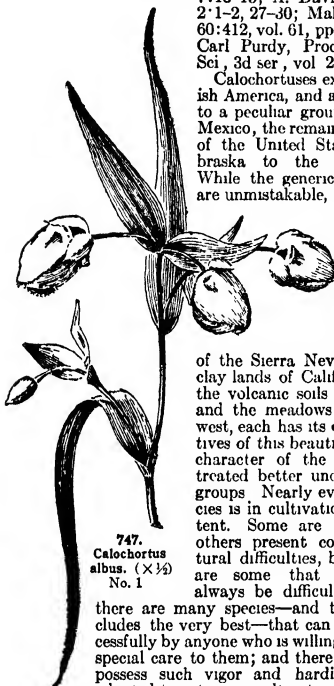 2:1–2, 27–30; Mal
60:412, vol. 61, pp
Carl Purdy, Proc
Sci , 3d ser , vol 2
Calochortuses ex
ish America, and s
to a peculiar grou
Mexico, the remain
of the United Sta
braska to the
While the generic
are unmistakable,
of the Sierra Nev
clay lands of Calif
the volcanic soils
and the meadows
west, each has its
tives of this beauti
character of the
treated better und
groups Nearly ev
cies is in cultivatio
tent. Some are
others present co
tural difficulties, b
are some that
always be difficul
747.
Calochortus
albus. (×½)
No. 1
there are many species—and t
cludes the very best—that can
cessfully by anyone who is willing
special care to them; and there
possess such vigor and hardi